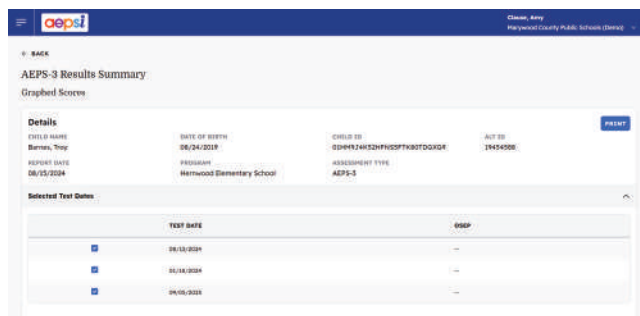 aepsi
Clause, Amy
Marywood County Public Schools (Demo)
BACK
AEPS-3 Results Summary
Graphed Scores
Details
PRINT
CHILD NAME DATE OF BIRTH CHILD ID ALT ID
Barnes, Troy 08/24/2019 19454588
REPORT DATE PROGRAM ASSESSMENT TYPE
08/15/2024 Hernwood Elementary School AEPS-3
Selected Test Dates
TEST DATE OSEP
--
--
--